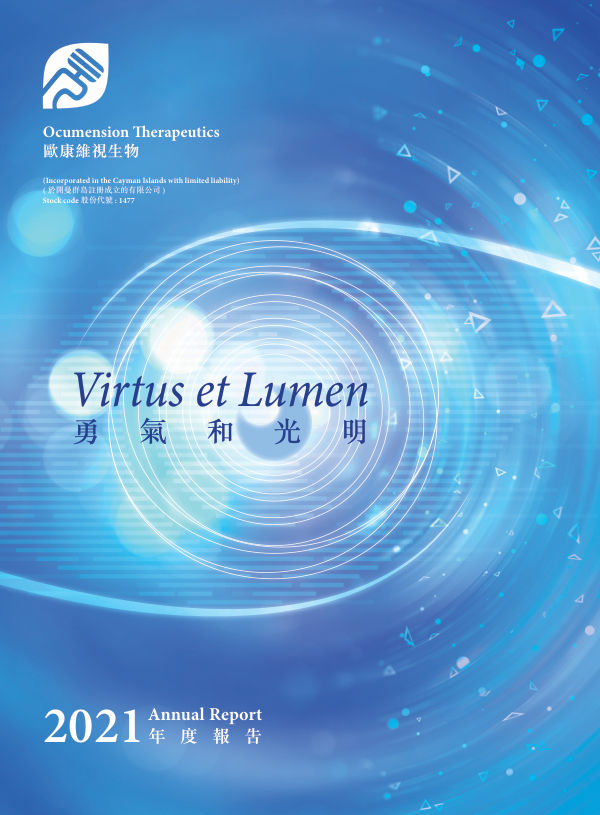 Ocumension Therapeutics
歐康維視生物
(Incorporated in the Cayman Islands with limited liability)
( 於開曼群島註冊成立的有限公司 )
Stock code 股份代號 : 1477
Virtus et Lumen
勇氣和光明
2021 Annual Report
年度報告